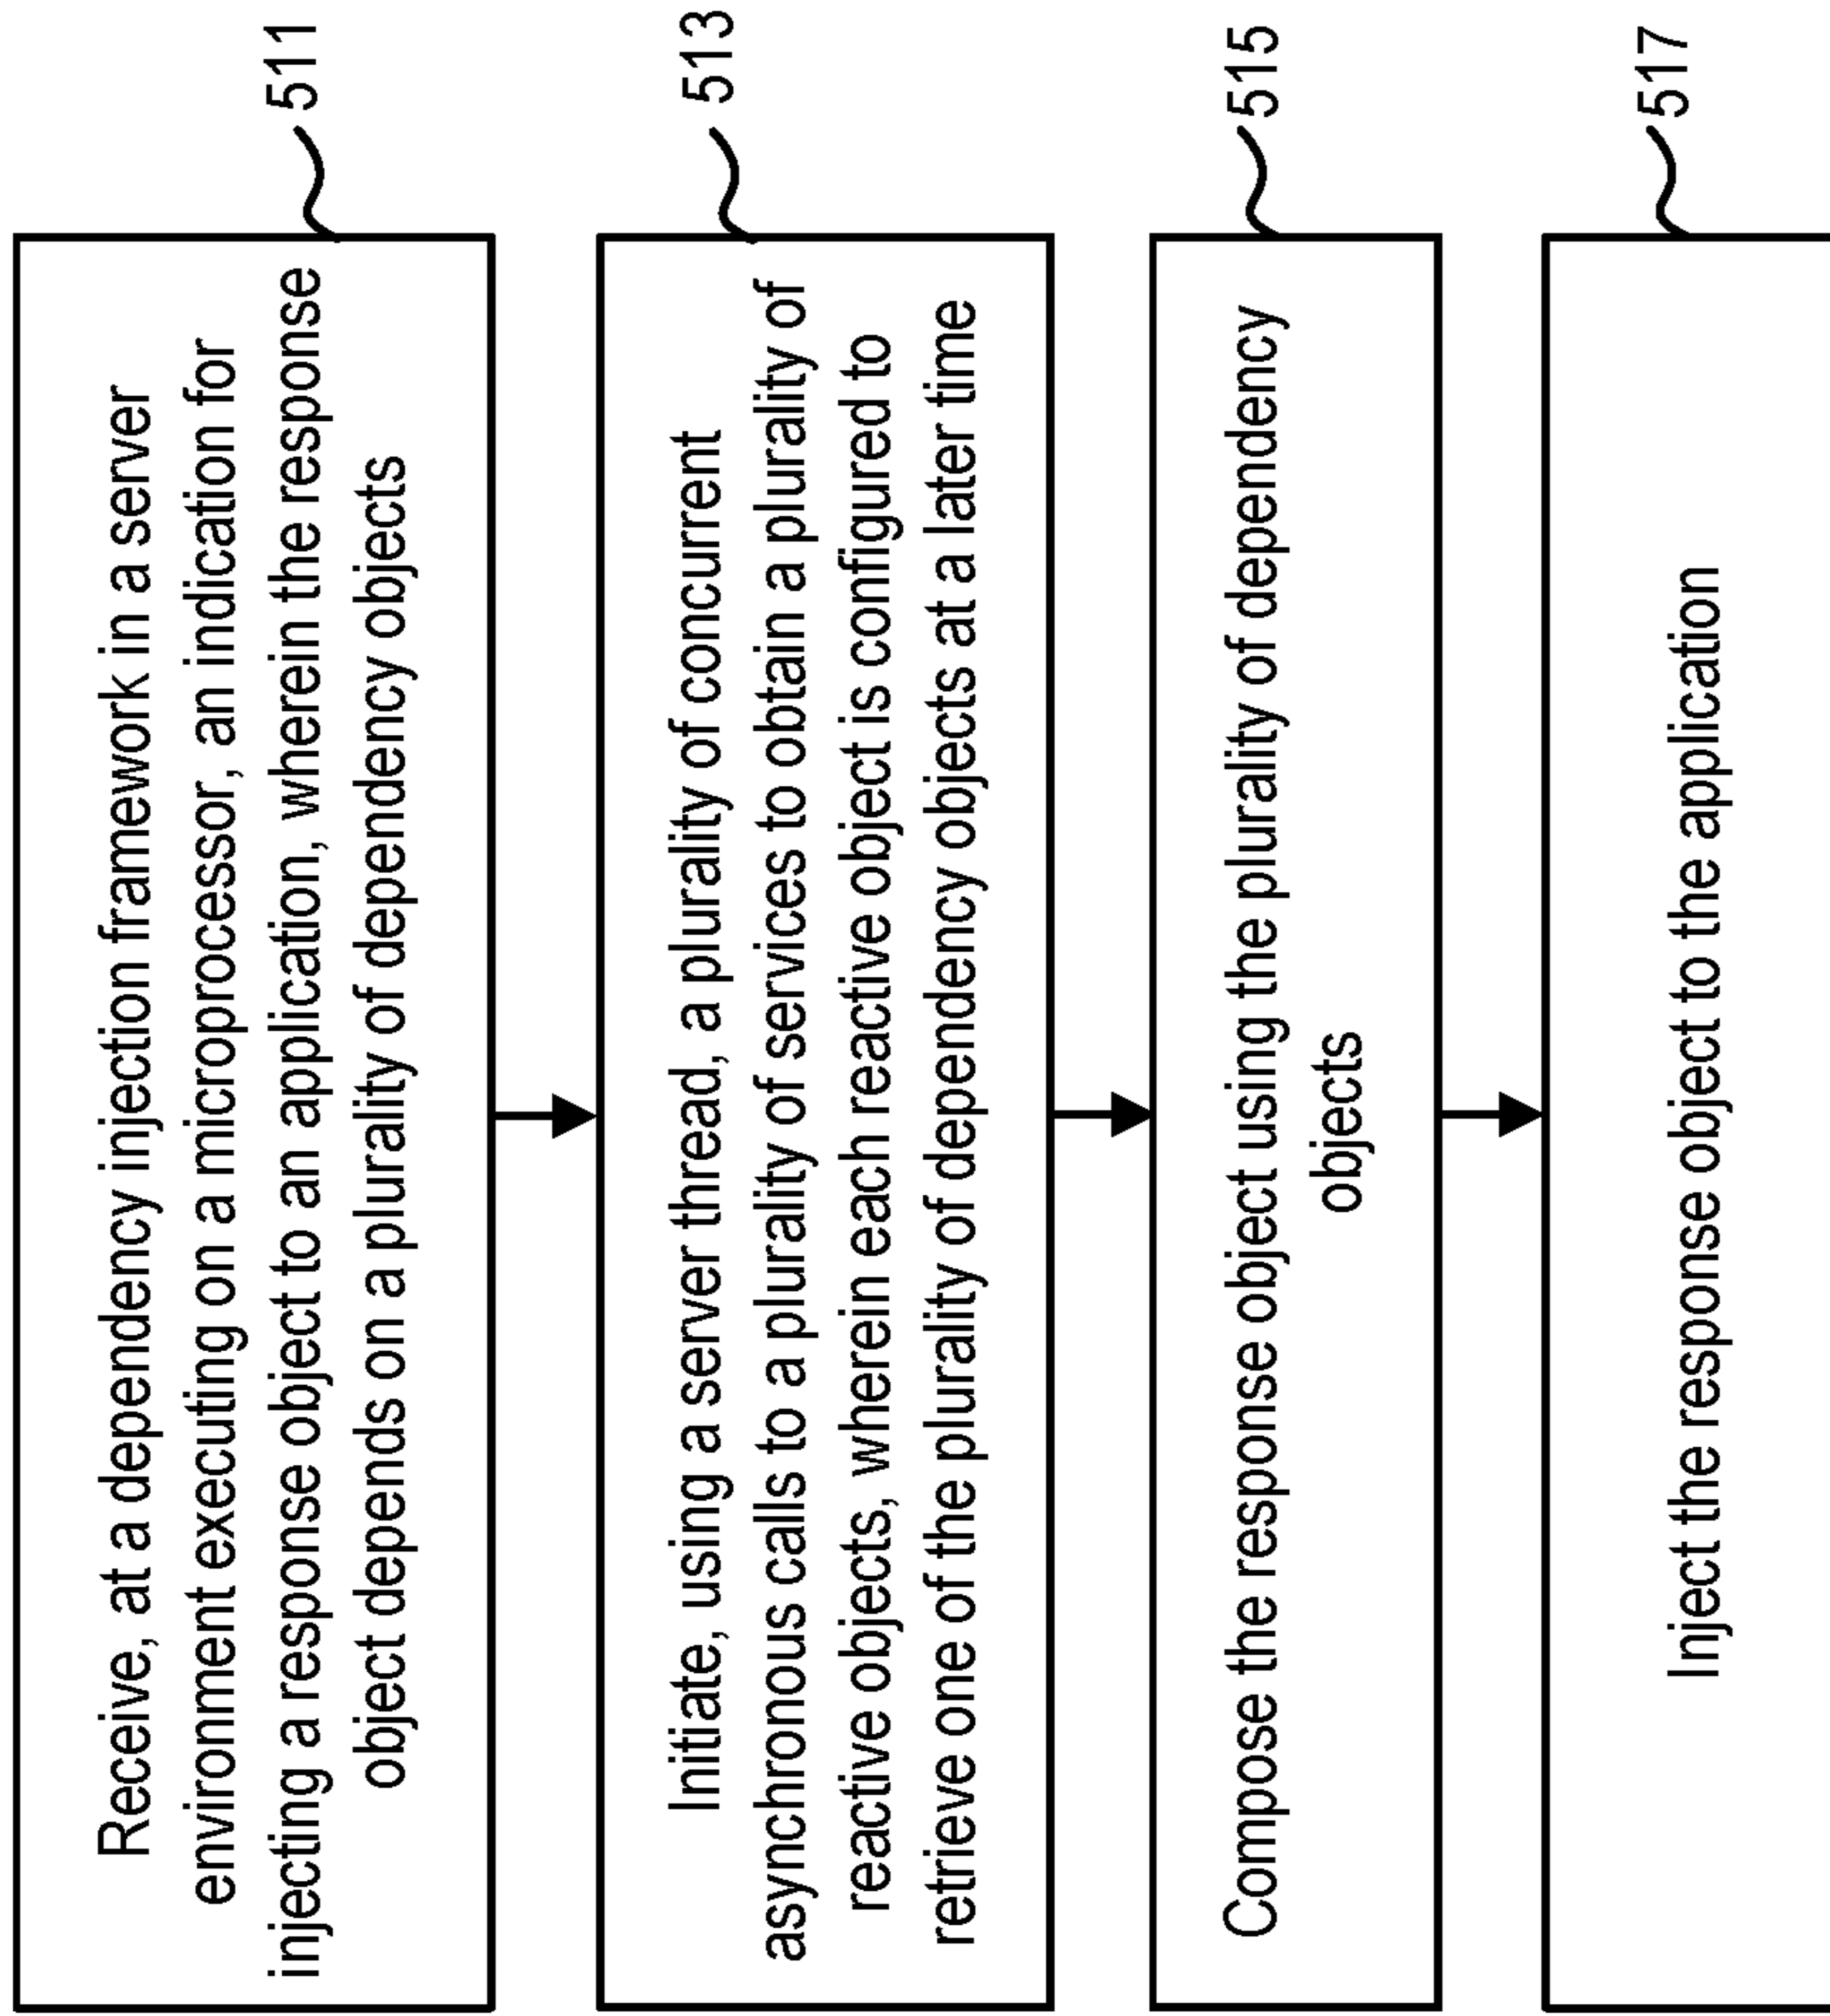 Receive, at a dependency injection framework in a server
environment executing on a microprocessor, an indication for
injecting a response object to an application, wherein the response
object depends on a plurality of dependency objects
511
Initiate, using a server thread, a plurality of concurrent
asynchronous calls to a plurality of services to obtain a plurality of
reactive objects, wherein each reactive object is configured to
retrieve one of the plurality of dependency objects at a later time
513
Compose the response object using the plurality of dependency
objects
515
Inject the response object to the application
517